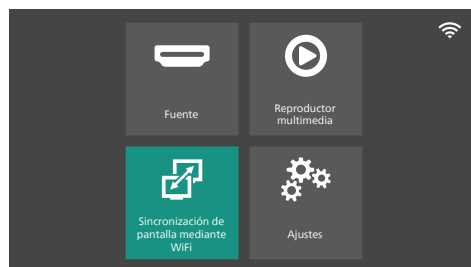 Fuente
Reproductor
multimedia
Sincronización de
pantalla mediante
WiFi
Ajustes